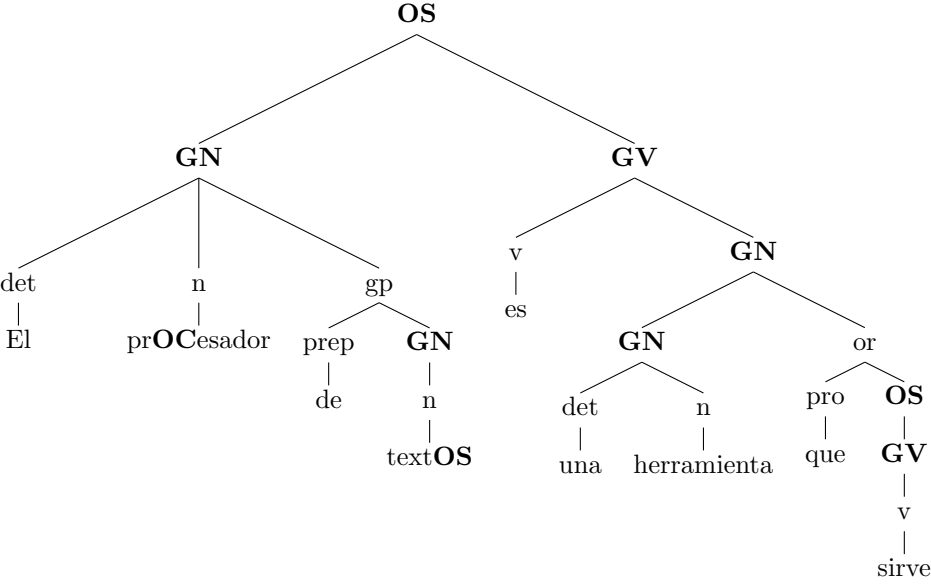 OS
GN GV
v GN
det n gp
es
El prOCesador prep GN GN or
de n det n pro OS
textOS una herramienta que GV
v
sirve